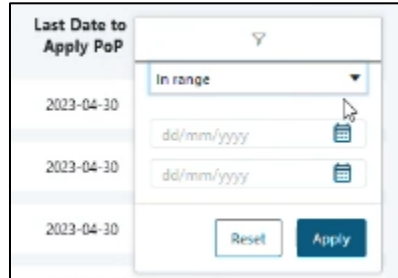 Last Date to
Apply PoP
In range
2023-04-30
dd/mm/yyyy
2023-04-30
dd/mm/yyyy
2023-04-30
Reset
Apply